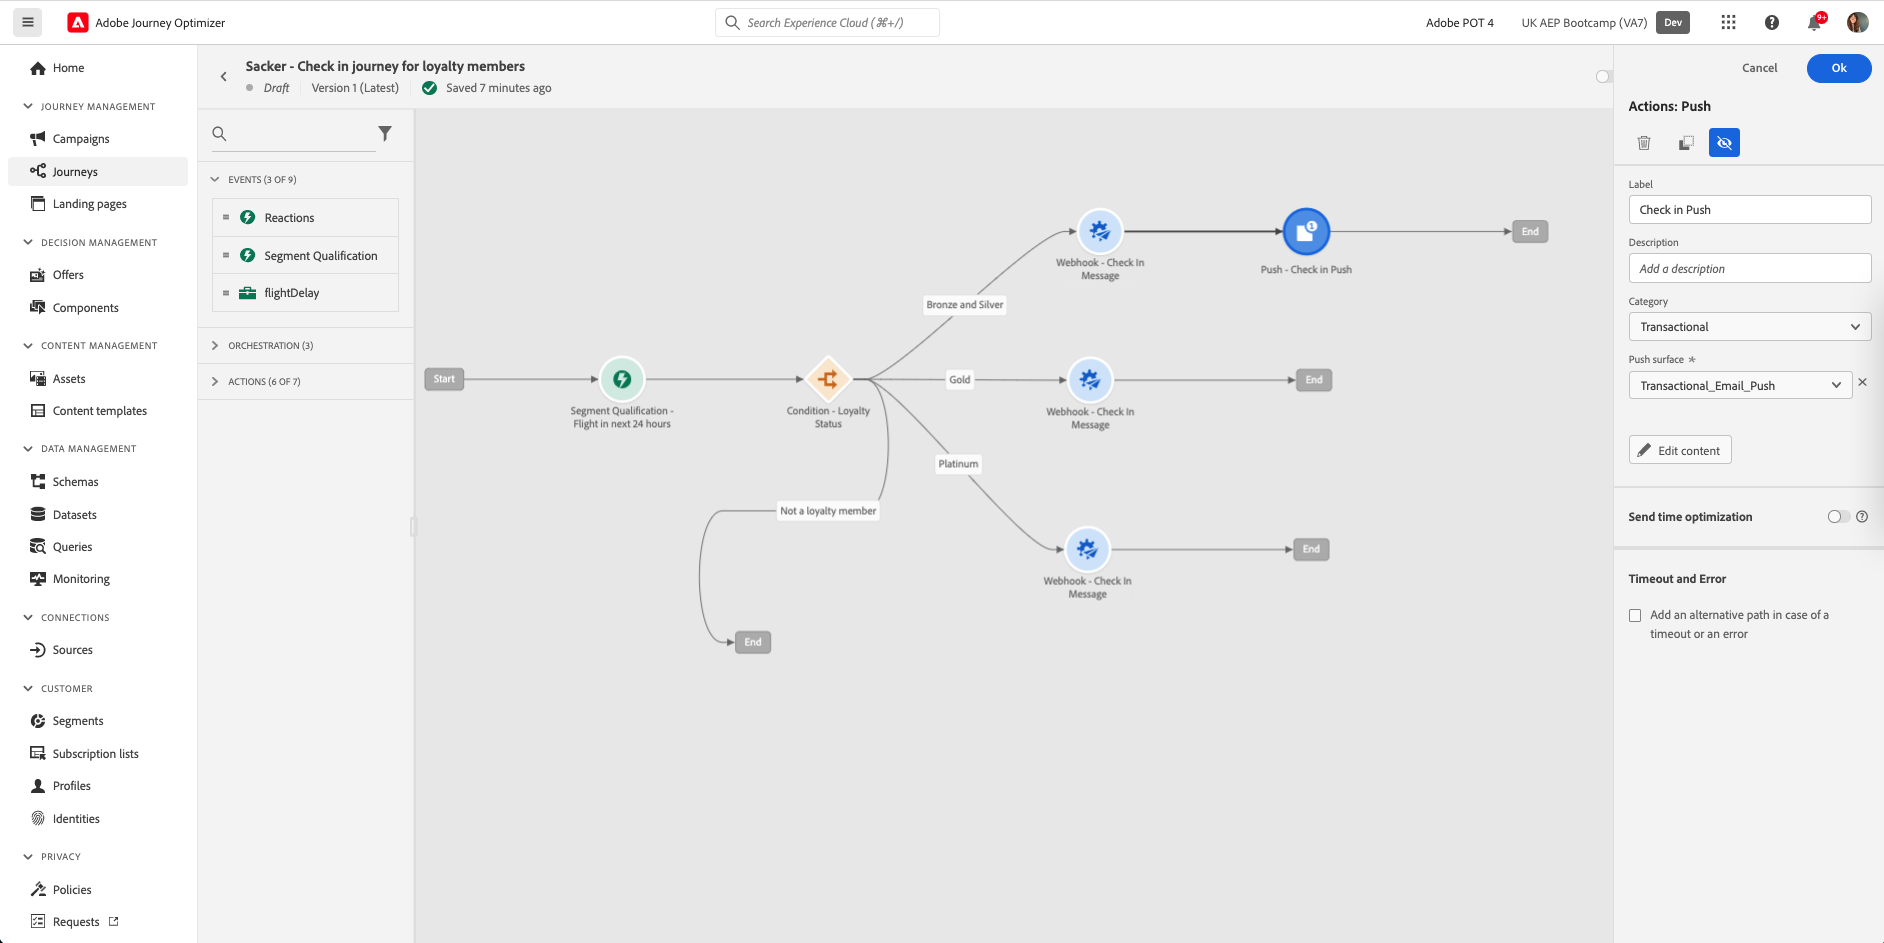 Adobe Journey Optimizer
Search Experience Cloud (⌘+/)
Adobe POT 4
UK AEP Bootcamp (VA7)
Dev
9+
Home
JOURNEY MANAGEMENT
Campaigns
Journeys
Landing pages
DECISION MANAGEMENT
Offers
Components
CONTENT MANAGEMENT
Assets
Content templates
DATA MANAGEMENT
Schemas
Datasets
Queries
Monitoring
CONNECTIONS
Sources
CUSTOMER
Segments
Subscription lists
Profiles
Identities
PRIVACY
Policies
Requests
Sacker - Check in journey for loyalty members
Draft
Version 1 (Latest)
Saved 7 minutes ago
EVENTS (3 OF 9)
Reactions
Segment Qualification
flightDelay
ORCHESTRATION (3)
ACTIONS (6 OF 7)
Start
Segment Qualification -
Flight in next 24 hours
Condition - Loyalty
Status
Bronze and Silver
Webhook - Check In
Message
1
Push - Check in Push
End
Gold
Webhook - Check In
Message
End
Platinum
Webhook - Check In
Message
End
Not a loyalty member
End
Cancel
Ok
Actions: Push
Label
Check in Push
Description
Add a description
Category
Transactional
Push surface *
Transactional_Email_Push
Edit content
Send time optimization
Timeout and Error
Add an alternative path in case of a
timeout or an error